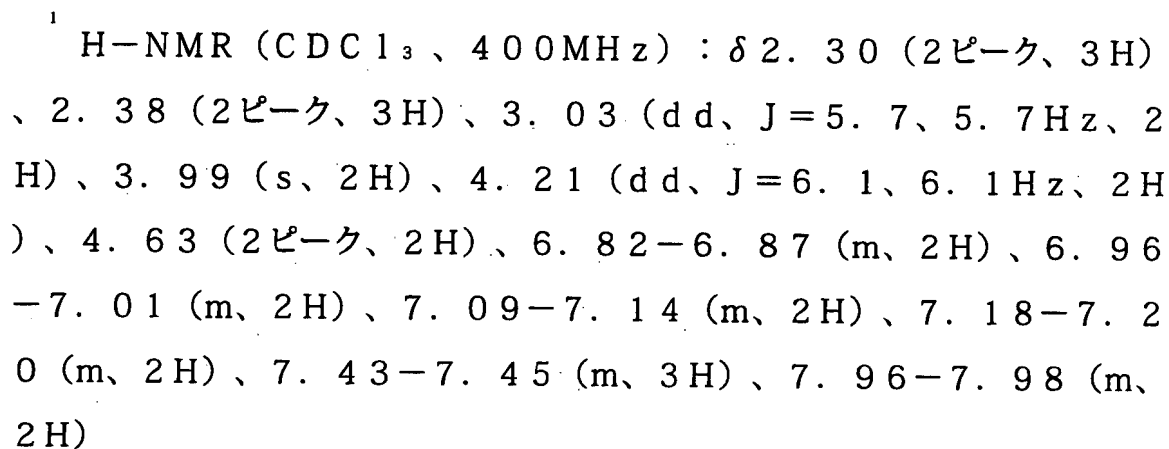 ¹H−NMR(CDCl₃、400MHz):δ2.30(2ピーク、3H)
、2.38(2ピーク、3H)、3.03(dd、J=5.7、5.7Hz、2
H)、3.99(s、2H)、4.21(dd、J=6.1、6.1Hz、2H
)、4.63(2ピーク、2H)、6.82−6.87(m、2H)、6.96
−7.01(m、2H)、7.09−7.14(m、2H)、7.18−7.2
0(m、2H)、7.43−7.45(m、3H)、7.96−7.98(m、
2H)